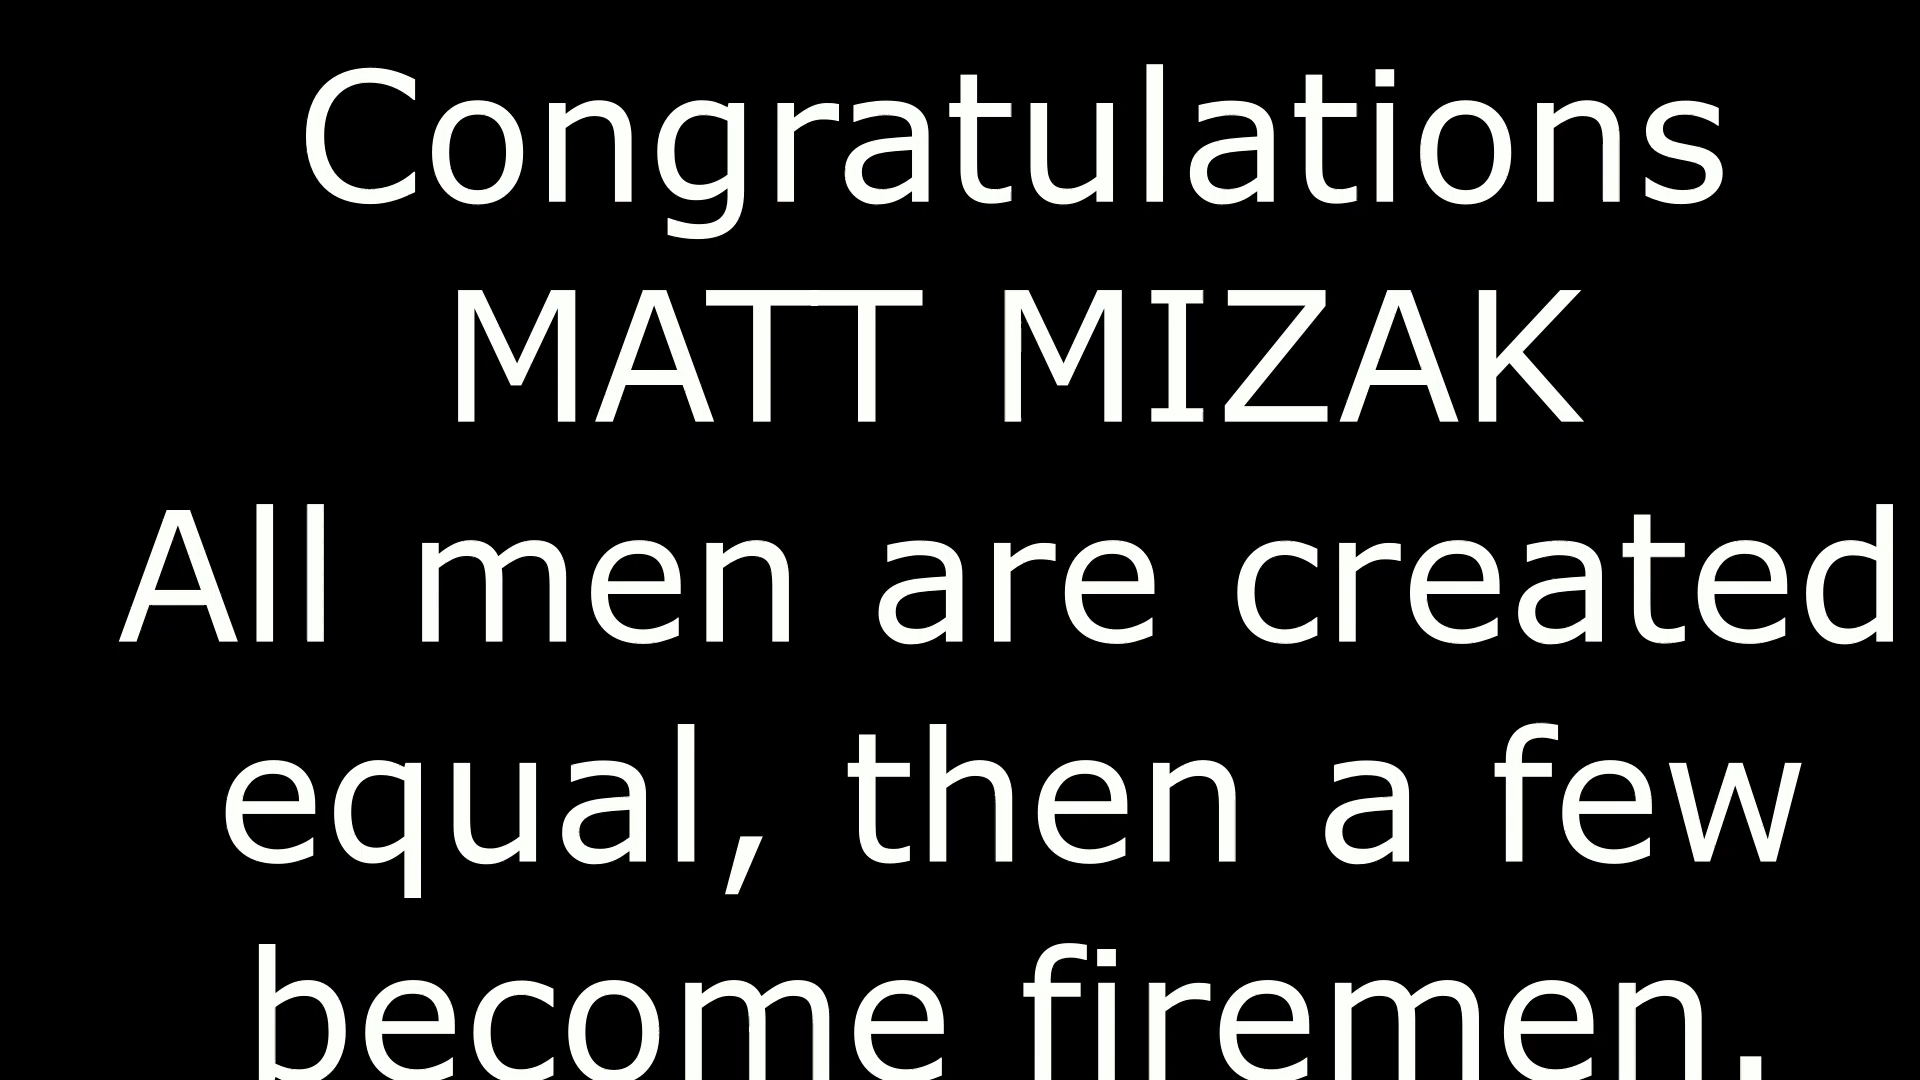 Congratulations
MATT MIZAK
All men are created
equal, then a few
become firemen.